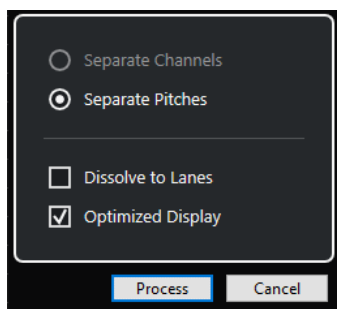 Separate Channels
Separate Pitches
Dissolve to Lanes
Optimized Display
Process Cancel